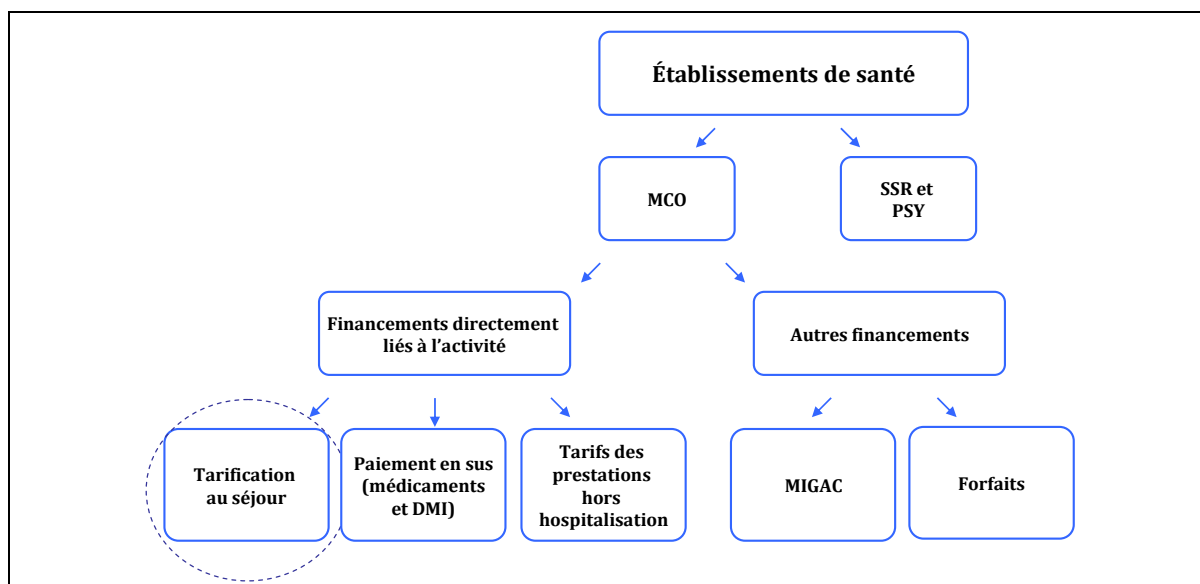 Établissements de santé
MCO
SSR et
PSY
Financements directement
liés à l’activité
Autres financements
Tarification
au séjour
Paiement en sus
(médicaments
et DMI)
Tarifs des
prestations
hors
hospitalisation
MIGAC
Forfaits